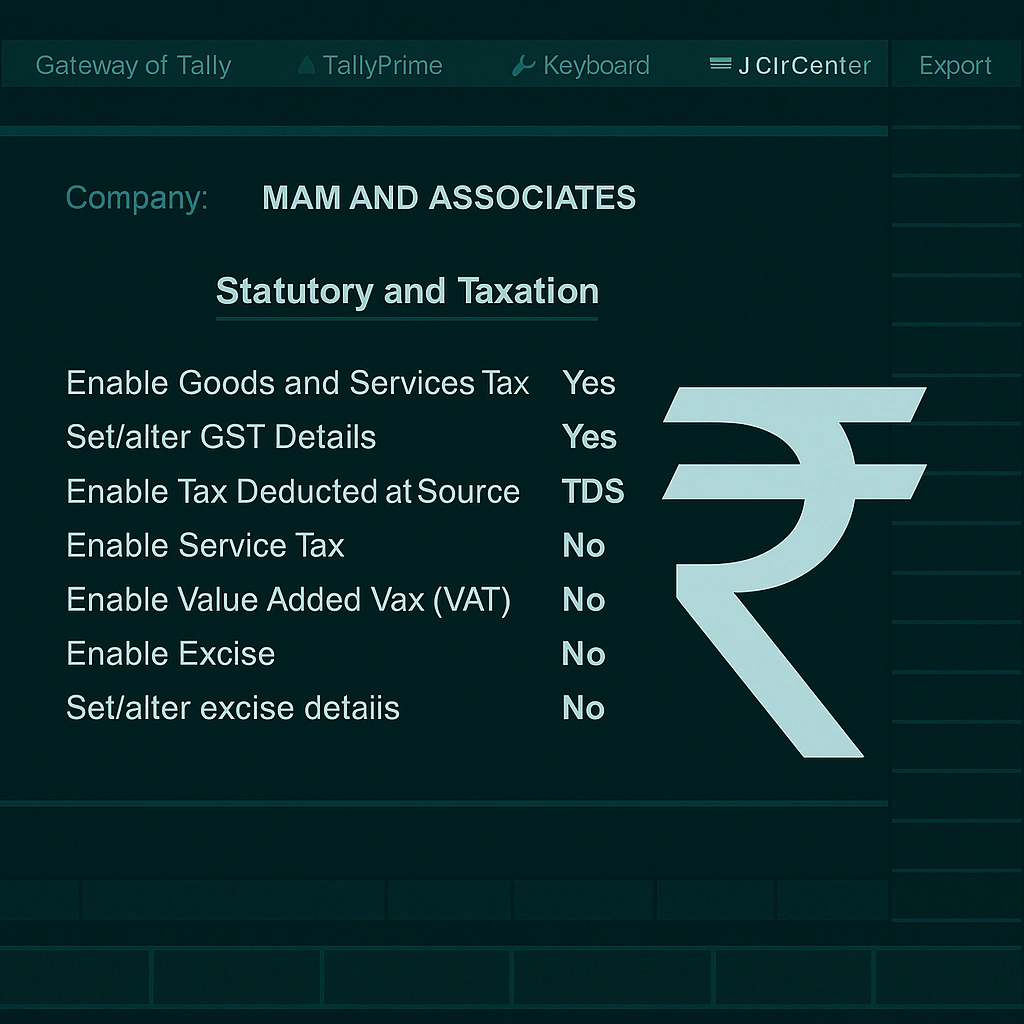 Gateway of Tally TallyPrime Keyboard J ClrCenter Export
Company: MAM AND ASSOCIATES
Statutory and Taxation
Enable Goods and Services Tax Yes
Set/alter GST Details Yes
Enable Tax Deducted at Source TDS
Enable Service Tax No
Enable Value Added Vax (VAT) No
Enable Excise No
Set/alter excise detaiis No
₹